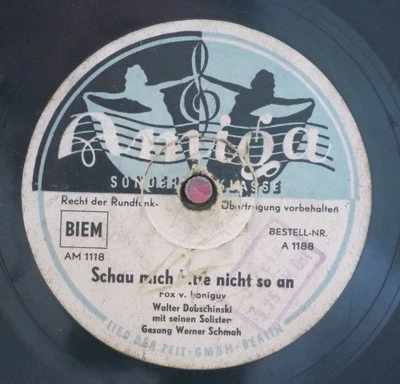 Amiga
SONDER KLASSE
Recht der Rundfunk- Übertragung vorbehalten
BIEM
BESTELL-NR.
A 1188
AM 1118
Schau mich nicht so an
Fox v.
Walter Dobschinski
mit seinen Solisten
Gesang Werner Schmah
LIED DER ZEIT · GMBH · BERLIN